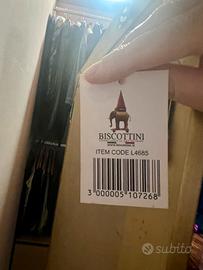 BISCOTTINI
ITEM CODE L4685
3 000005 107268
subito